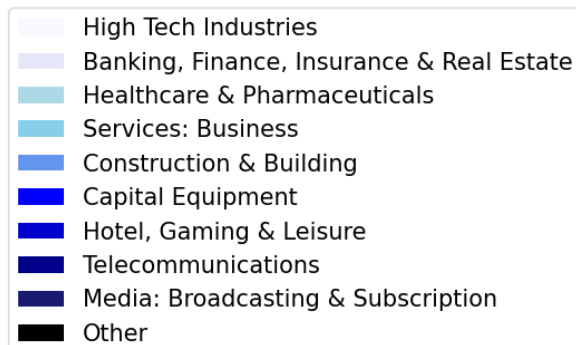 High Tech Industries
Banking, Finance, Insurance & Real Estate
Healthcare & Pharmaceuticals
Services: Business
Construction & Building
Capital Equipment
Hotel, Gaming & Leisure
Telecommunications
Media: Broadcasting & Subscription
Other